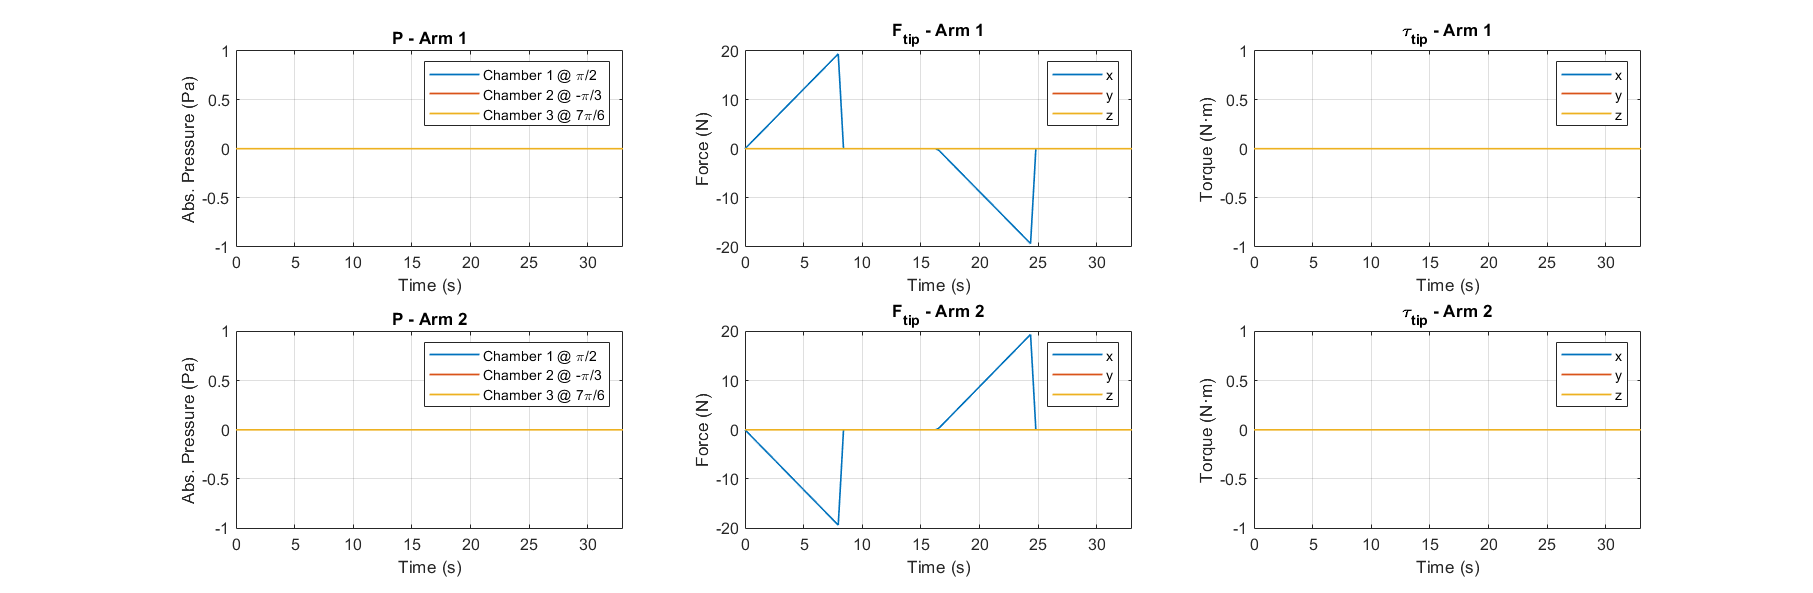 P - Arm 1
Abs. Pressure (Pa)
1
0.5
0
-0.5
-1
Chamber 1 @ π/2
Chamber 2 @ -π/3
Chamber 3 @ 7π/6
0 5 10 15 20 25 30
Time (s)
F_tip - Arm 1
Force (N)
20
10
0
-10
-20
x
y
z
0 5 10 15 20 25 30
Time (s)
τ_tip - Arm 1
Torque (N·m)
1
0.5
0
-0.5
-1
x
y
z
0 5 10 15 20 25 30
Time (s)
P - Arm 2
Abs. Pressure (Pa)
1
0.5
0
-0.5
-1
Chamber 1 @ π/2
Chamber 2 @ -π/3
Chamber 3 @ 7π/6
0 5 10 15 20 25 30
Time (s)
F_tip - Arm 2
Force (N)
20
10
0
-10
-20
x
y
z
0 5 10 15 20 25 30
Time (s)
τ_tip - Arm 2
Torque (N·m)
1
0.5
0
-0.5
-1
x
y
z
0 5 10 15 20 25 30
Time (s)